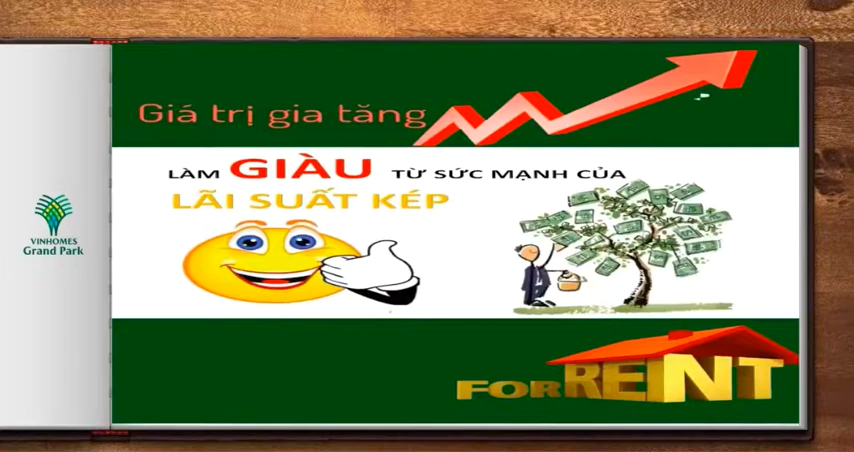 VINHOMES
Grand Park
Giá trị gia tăng
LÀM GIÀU TỪ SỨC MẠNH CỦA
LÃI SUẤT KÉP
FOR RENT